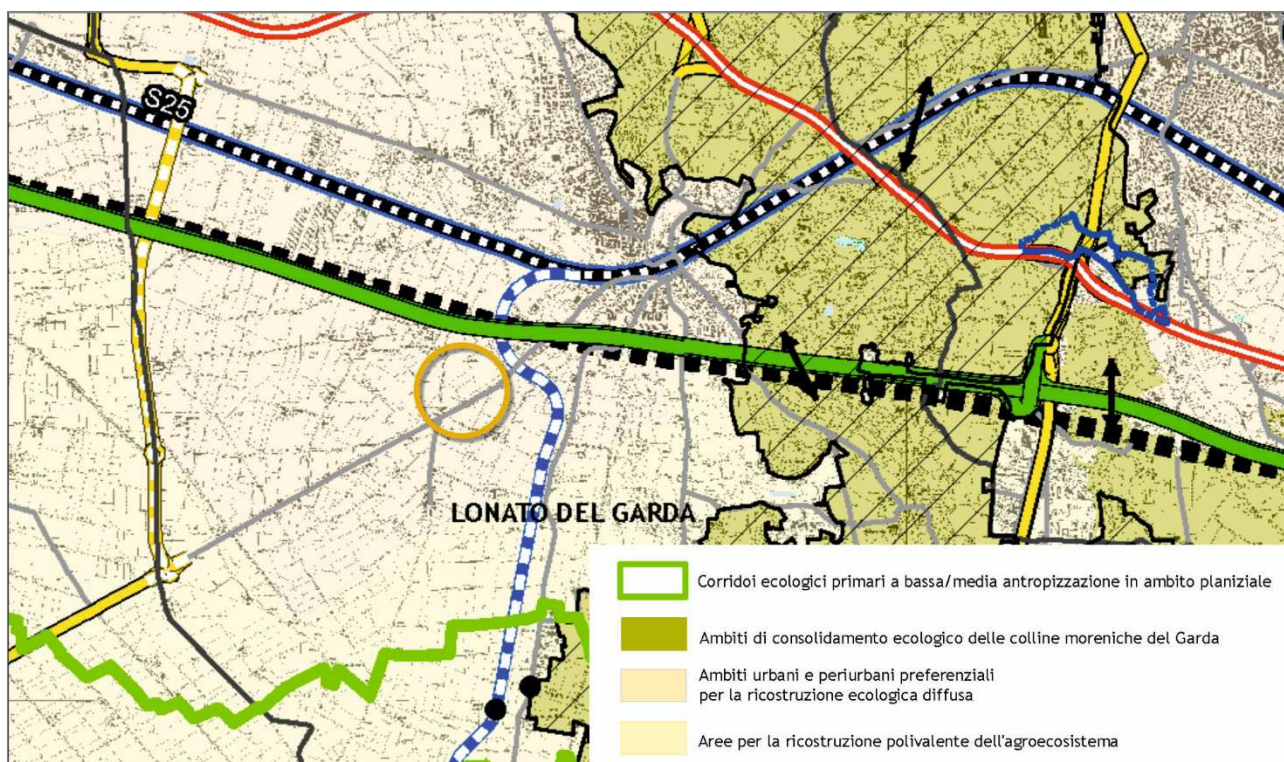 S25
LONATO DEL GARDA
Corridoi ecologici primari a bassa/media antropizzazione in ambito planiziale
Ambiti di consolidamento ecologico delle colline moreniche del Garda
Ambiti urbani e periurbani preferenziali
per la ricostruzione ecologica diffusa
Aree per la ricostruzione polivalente dell'agroecosistema